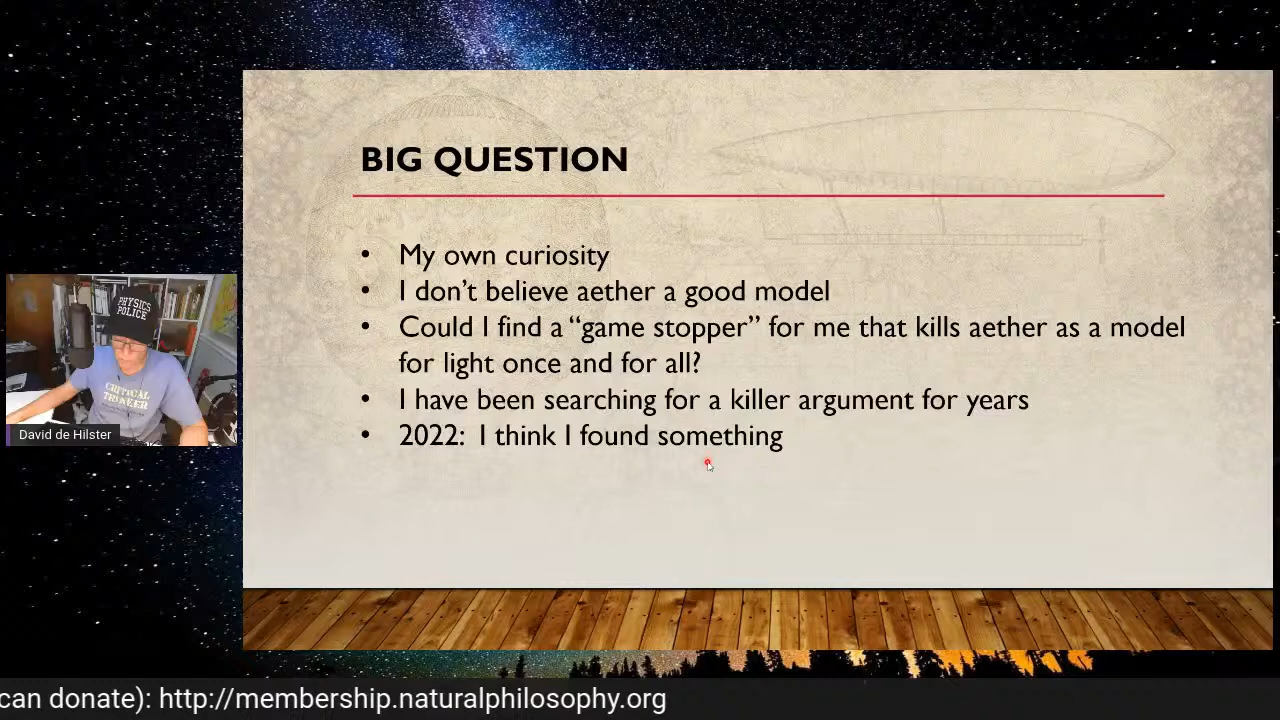 BIG QUESTION
• My own curiosity
• I don’t believe aether a good model
• Could I find a “game stopper” for me that kills aether as a model
for light once and for all?
• I have been searching for a killer argument for years
• 2022: I think I found something
PHYSICS
POLICE
CRITICAL
THINKER
David de Hilster
can donate): http://membership.naturalphilosophy.org